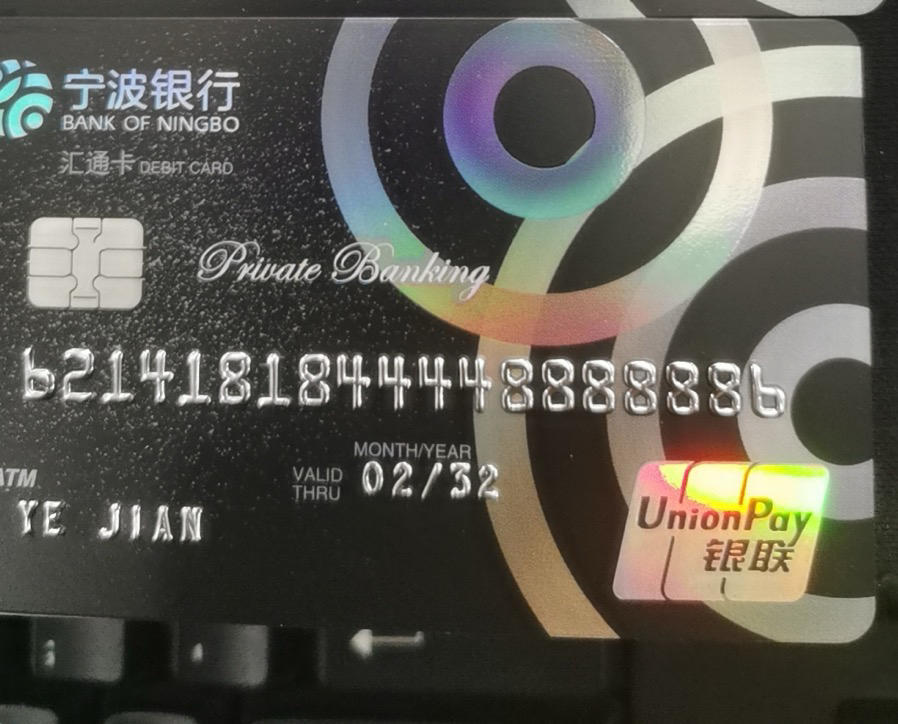 宁波银行
BANK OF NINGBO
汇通卡 DEBIT CARD
Private Banking
6214181844448888886
MONTH/YEAR
ATM
VALID THRU 02/32
YE JIAN
UnionPay
银联